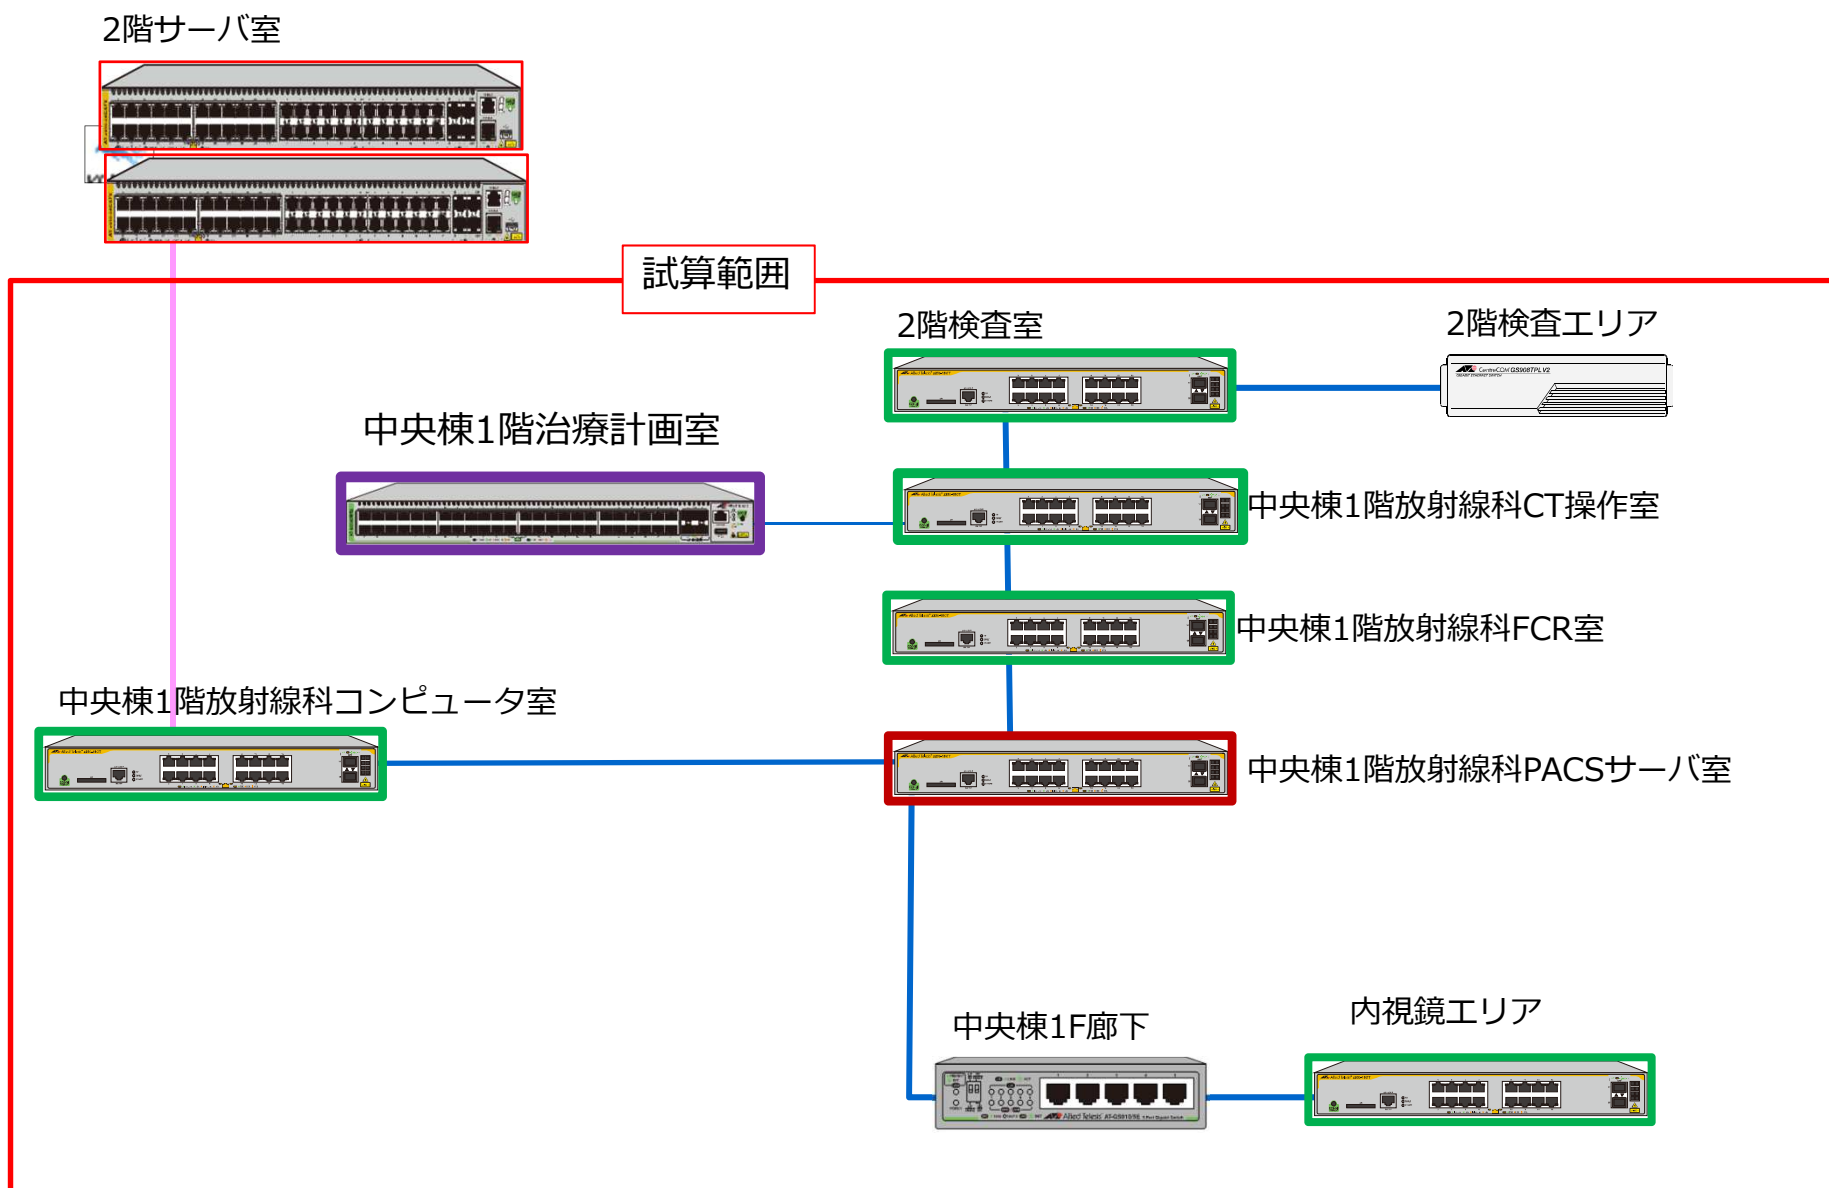 2階サーバ室
試算範囲
2階検査室
2階検査エリア
CentreCOM GS908TPL V2
中央棟1階治療計画室
中央棟1階放射線科CT操作室
中央棟1階放射線科FCR室
中央棟1階放射線科コンピュータ室
中央棟1階放射線科PACSサーバ室
中央棟1F廊下
内視鏡エリア
Allied Telesis